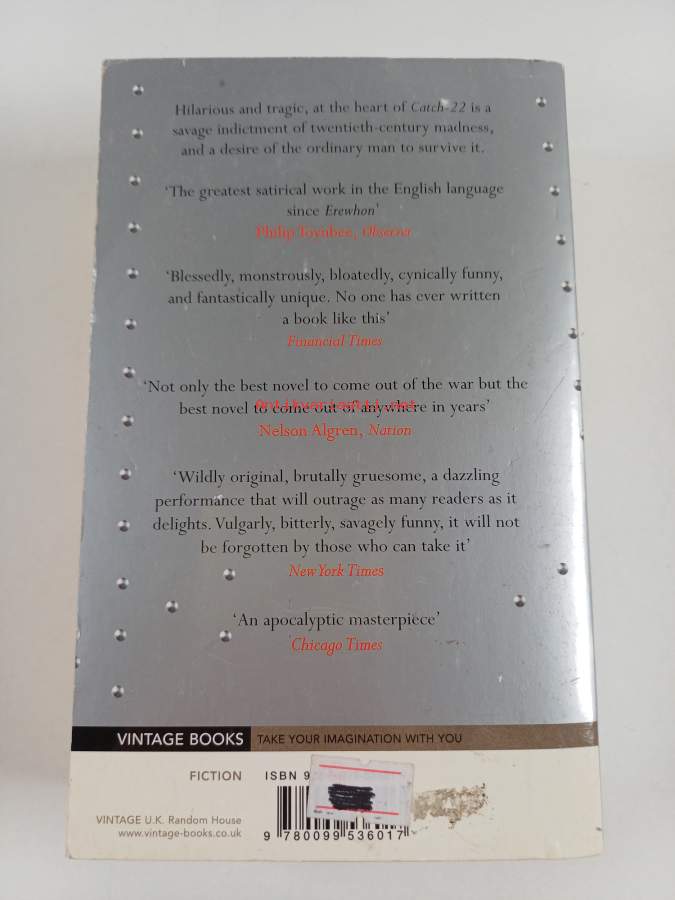 Hilarious and tragic, at the heart of Catch-22 is a
savage indictment of twentieth-century madness,
and a desire of the ordinary man to survive it.
‘The greatest satirical work in the English language
since Erewhon’
Philip Toynbee, Observer
‘Blessedly, monstrously, bloatedly, cynically funny,
and fantastically unique. No one has ever written
a book like this’
Financial Times
‘Not only the best novel to come out of the war but the
best novel to come out of anywhere in years’
Antikvariaatti.net
Nelson Algren, Nation
‘Wildly original, brutally gruesome, a dazzling
performance that will outrage as many readers as it
delights. Vulgarly, bitterly, savagely funny, it will not
be forgotten by those who can take it’
New York Times
‘An apocalyptic masterpiece’
Chicago Times
VINTAGE BOOKS TAKE YOUR IMAGINATION WITH YOU
FICTION ISBN 9
VINTAGE U.K. Random House
www.vintage-books.co.uk
9 780099 536017